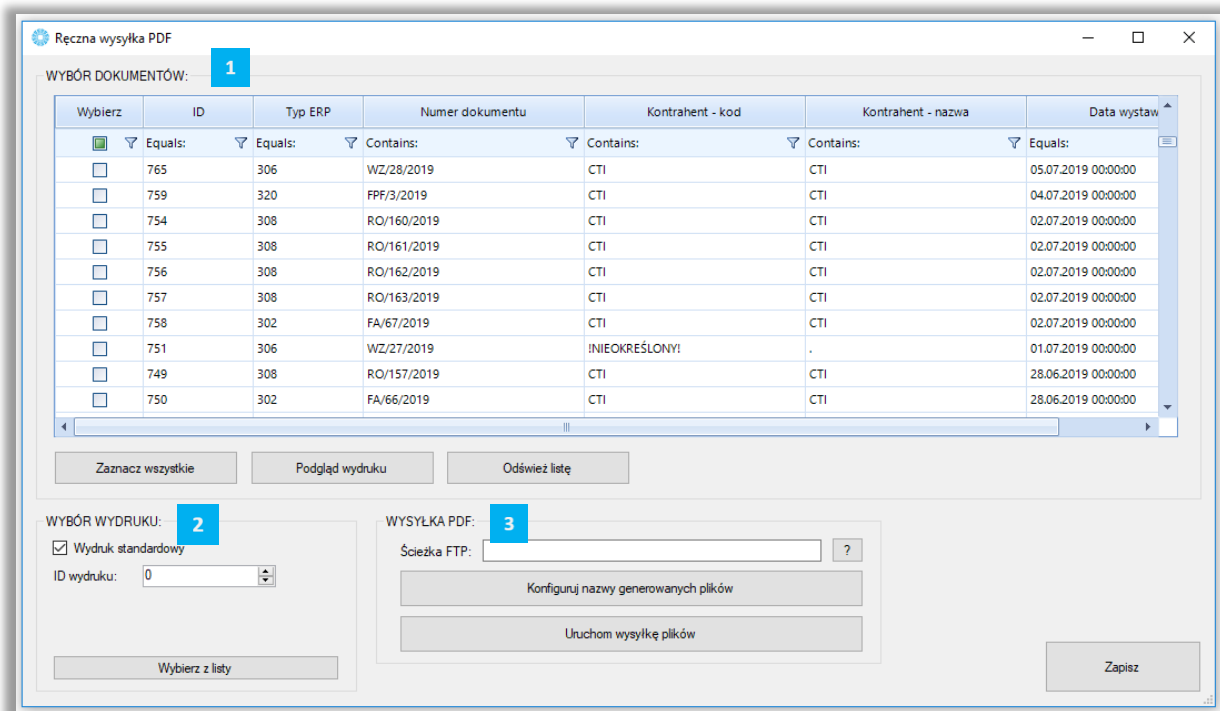 Ręczna wysyłka PDF
WYBÓR DOKUMENTÓW: 1
Wybierz ID Typ ERP Numer dokumentu Kontrahent - kod Kontrahent - nazwa Data wystaw
Equals: Equals: Contains: Contains: Contains: Equals:
765 306 WZ/28/2019 CTI CTI 05.07.2019 00:00:00
759 320 FPF/3/2019 CTI CTI 04.07.2019 00:00:00
754 308 RO/160/2019 CTI CTI 02.07.2019 00:00:00
755 308 RO/161/2019 CTI CTI 02.07.2019 00:00:00
756 308 RO/162/2019 CTI CTI 02.07.2019 00:00:00
757 308 RO/163/2019 CTI CTI 02.07.2019 00:00:00
758 302 FA/67/2019 CTI CTI 02.07.2019 00:00:00
751 306 WZ/27/2019 !NIEOKREŚLONY! . 01.07.2019 00:00:00
749 308 RO/157/2019 CTI CTI 28.06.2019 00:00:00
750 302 FA/66/2019 CTI CTI 28.06.2019 00:00:00
Zaznacz wszystkie Podgląd wydruku Odśwież listę
WYBÓR WYDRUKU: 2
Wydruk standardowy
ID wydruku: 0
Wybierz z listy
WYSYŁKA PDF: 3
Ścieżka FTP: ?
Konfiguruj nazwy generowanych plików
Uruchom wysyłkę plików
Zapisz